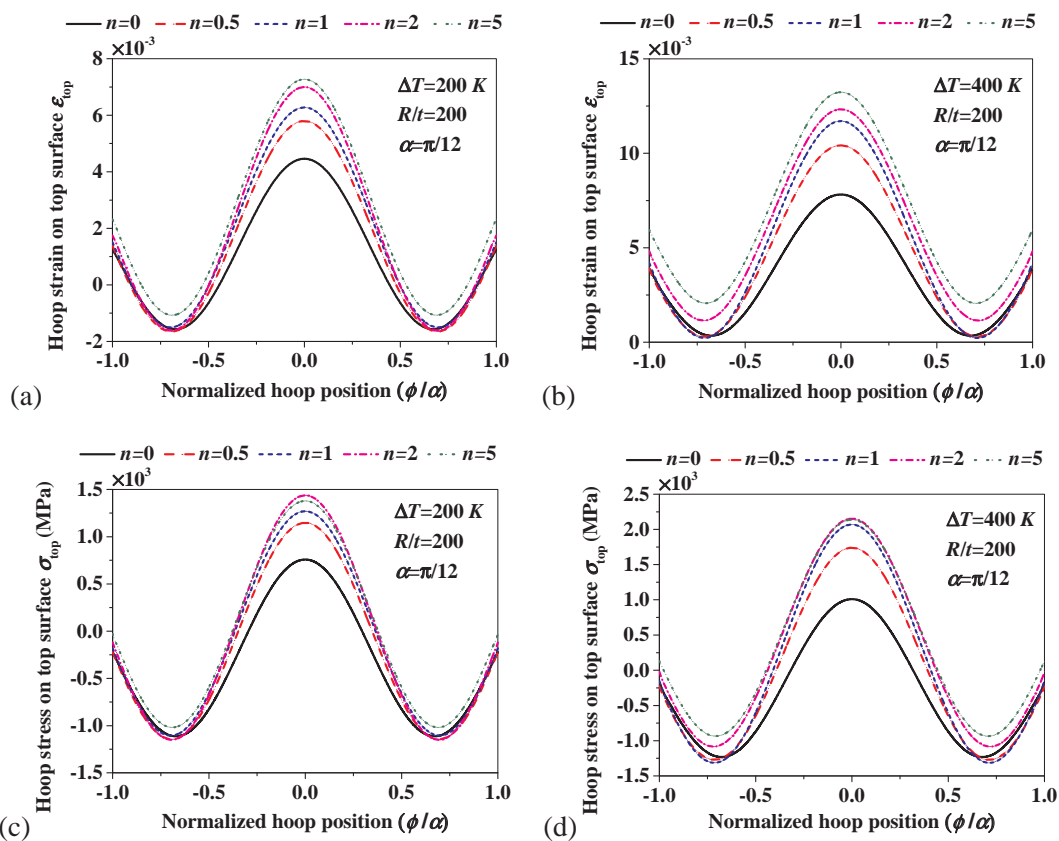 n=0 n=0.5 n=1 n=2 n=5
×10⁻³
8
6
4
2
0
-2
Hoop strain on top surface εtop
ΔT=200 K
R/t=200
α=π/12
-1.0 -0.5 0.0 0.5 1.0
Normalized hoop position (ϕ/α)
(a)
n=0 n=0.5 n=1 n=2 n=5
×10⁻³
15
10
5
0
Hoop strain on top surface εtop
ΔT=400 K
R/t=200
α=π/12
-1.0 -0.5 0.0 0.5 1.0
Normalized hoop position (ϕ/α)
(b)
n=0 n=0.5 n=1 n=2 n=5
×10³
1.5
1.0
0.5
0.0
-0.5
-1.0
-1.5
Hoop stress on top surface σtop (MPa)
ΔT=200 K
R/t=200
α=π/12
-1.0 -0.5 0.0 0.5 1.0
Normalized hoop position (ϕ/α)
(c)
n=0 n=0.5 n=1 n=2 n=5
×10³
2.5
2.0
1.5
1.0
0.5
0.0
-0.5
-1.0
-1.5
Hoop stress on top surface σtop (MPa)
ΔT=400 K
R/t=200
α=π/12
-1.0 -0.5 0.0 0.5 1.0
Normalized hoop position (ϕ/α)
(d)